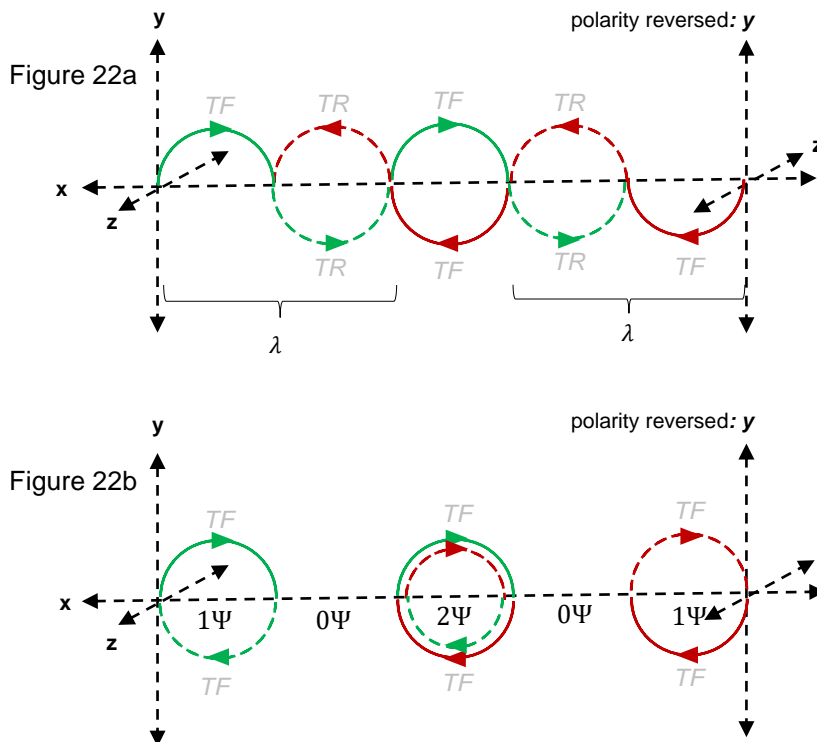 y
polarity reversed: y
Figure 22a
TF TR TF TR
z
x
z
TR TF TR TF
λ λ
y
polarity reversed: y
Figure 22b
TF TF TR
z
x
1Ψ 0Ψ 2Ψ 0Ψ 1Ψ
z
TF TF TF